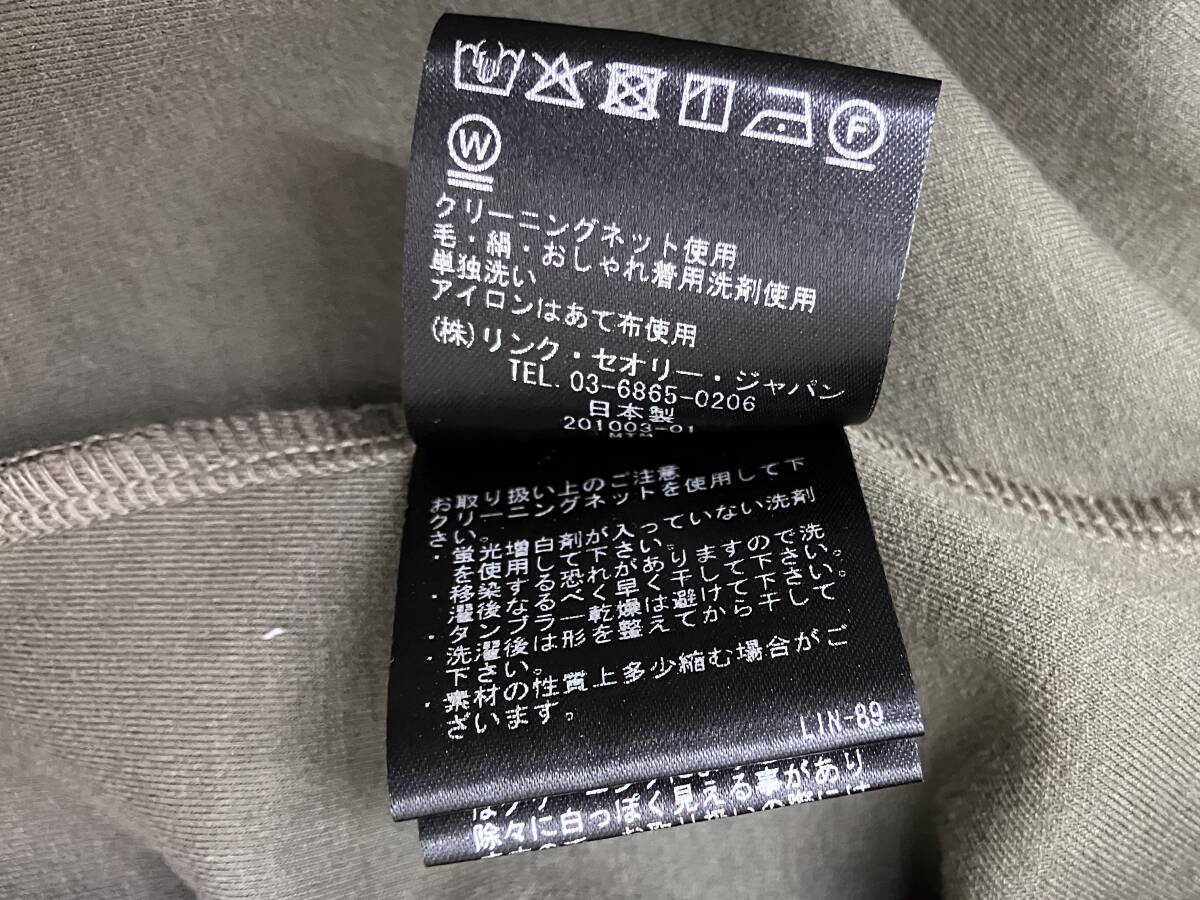 F
W
クリーニングネット使用
毛・絹・おしゃれ着用洗剤使用
単独洗い
アイロンはあて布使用
(株)リンク・セオリー・ジャパン
TEL. 03-6865-0206
日本製
201003-01
お取り扱い上のご注意
クリーニングネットを使用して下
さい。
・蛍光増白剤が入っていない洗剤
を使用して下さい。
・移染する恐れがありますので洗
濯後なるべく早く干して下さい。
・タンブラー乾燥は避けて下さい。
・洗濯後は形を整えてから干して
下さい。
・素材の性質上多少縮む場合がご
ざいます。
LIN-89
除々に白っぽく見える事があり